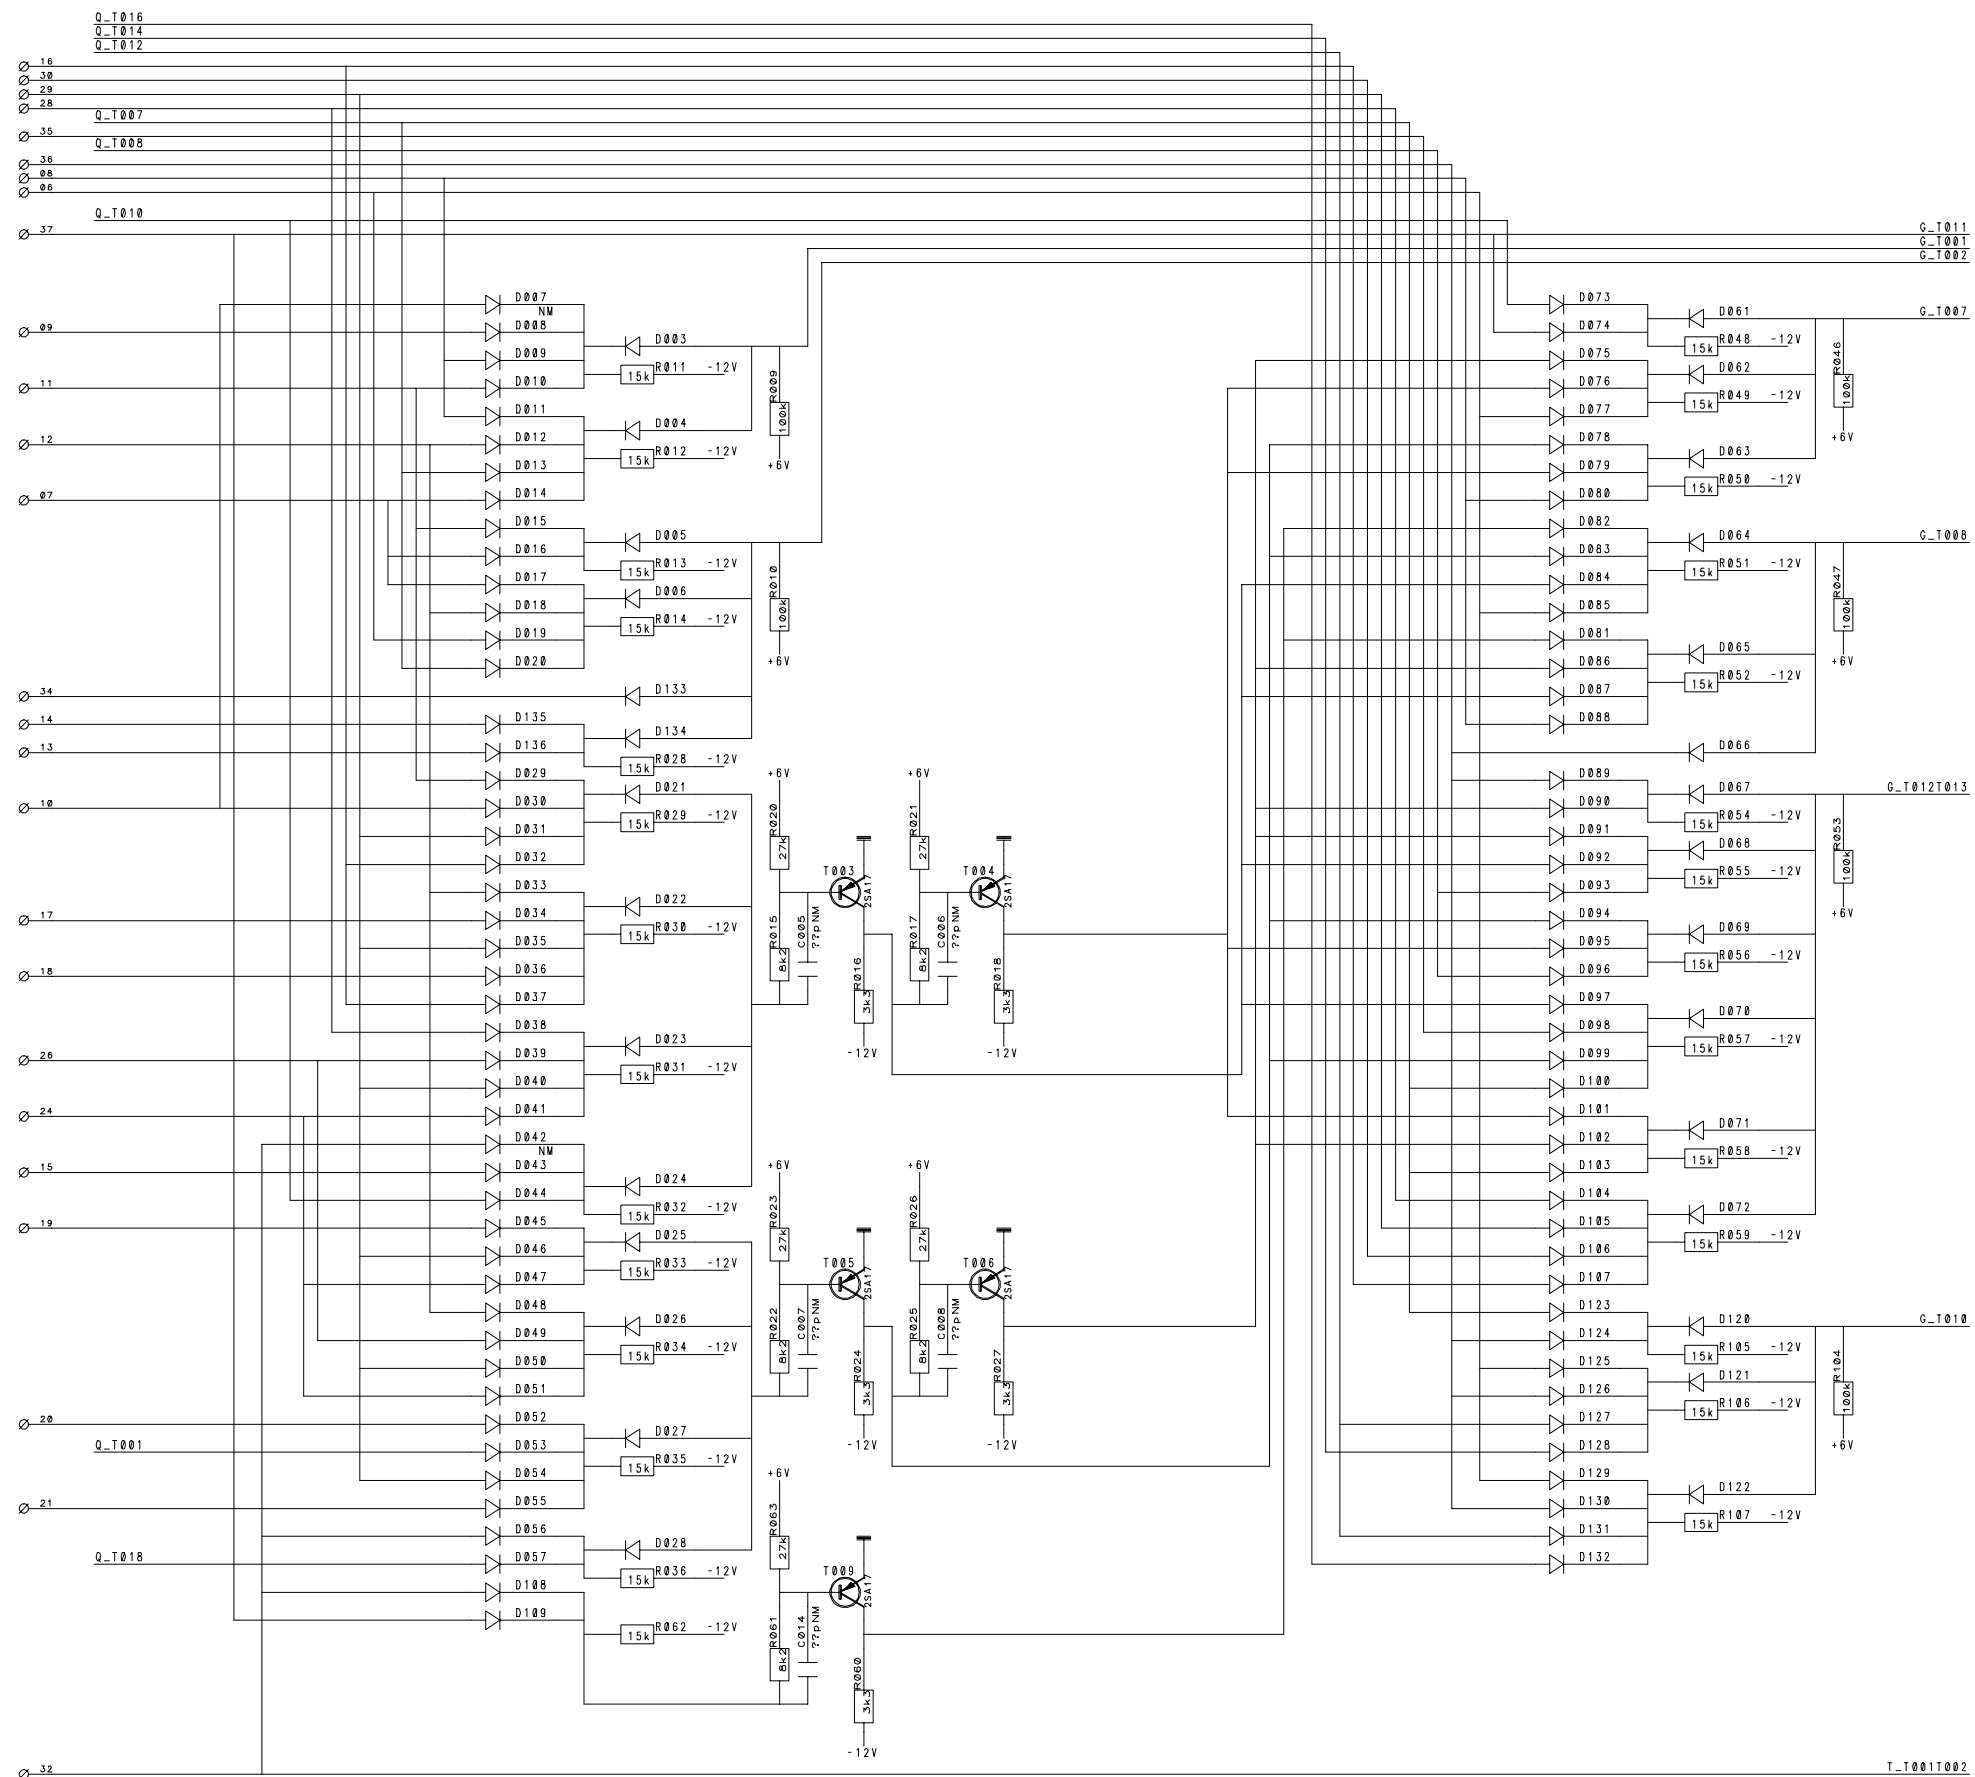 Q_T016
Q_T014
Q_T012
16
30
29
28
Q_T007
35
Q_T008
36
08
06
Q_T010
37
G_T011
G_T001
G_T002
D007
NM
09
D008
D003
D009
15k R011 -12V
11
D010
R009
100k
+6V
D011
D004
12
D012
15k R012 -12V
D013
07
D014
D015
D005
D016
15k R013 -12V
D017
D006
R010
100k
+6V
D018
15k R014 -12V
D019
D020
34
D133
14
D135
D134
13
D136
15k R028 -12V
D029
D021
10
D030
15k R029 -12V
D031
D032
D033
D022
17
D034
15k R030 -12V
D035
18
D036
D037
D038
D023
26
D039
15k R031 -12V
D040
24
D041
D042
NM
15
D043
D024
D044
15k R032 -12V
19
D045
D025
D046
15k R033 -12V
D047
D048
D026
D049
15k R034 -12V
D050
D051
20
D052
D027
Q_T001
D053
15k R035 -12V
D054
21
D055
D056
D028
Q_T018
D057
15k R036 -12V
D108
D109
15k R062 -12V
32
+6V
R020
27k
T003
2SA17
R015
8k2
C005
??pNM
R016
3k3
-12V
+6V
R021
27k
T004
2SA17
R017
8k2
C006
??pNM
R018
3k3
-12V
+6V
R023
27k
T005
2SA17
R022
8k2
C007
??pNM
R024
3k3
-12V
+6V
R026
27k
T006
2SA17
R025
8k2
C008
??pNM
R027
3k3
-12V
+6V
R063
27k
T009
2SA17
R061
8k2
C014
??pNM
R060
3k3
-12V
D073
D061
G_T007
D074
15k R048 -12V
R046
100k
+6V
D075
D062
D076
15k R049 -12V
D077
D078
D063
D079
15k R050 -12V
D080
D082
D064
G_T008
D083
15k R051 -12V
R047
100k
+6V
D084
D085
D081
D065
D086
15k R052 -12V
D087
D088
D066
D089
D067
G_T012T013
D090
15k R054 -12V
R053
100k
+6V
D091
D068
D092
15k R055 -12V
D093
D094
D069
D095
15k R056 -12V
D096
D097
D070
D098
15k R057 -12V
D099
D100
D101
D071
D102
15k R058 -12V
D103
D104
D072
D105
15k R059 -12V
D106
D107
D123
D120
G_T010
D124
15k R105 -12V
R104
100k
+6V
D125
D121
D126
15k R106 -12V
D127
D128
D129
D122
D130
15k R107 -12V
D131
D132
T_T001T002